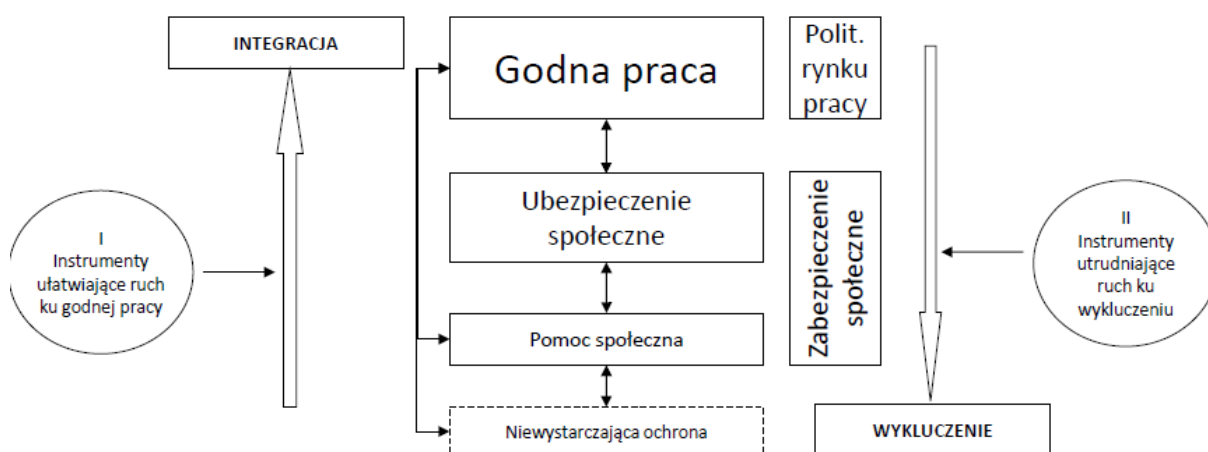 INTEGRACJA
Godna praca
Polit.
rynku
pracy
I
Instrumenty
ułatwiające ruch
ku godnej pracy
Ubezpieczenie
społeczne
Zabezpieczenie
społeczne
II
Instrumenty
utrudniające
ruch ku
wykluczeniu
Pomoc społeczna
Niewystarczająca ochrona
WYKLUCZENIE